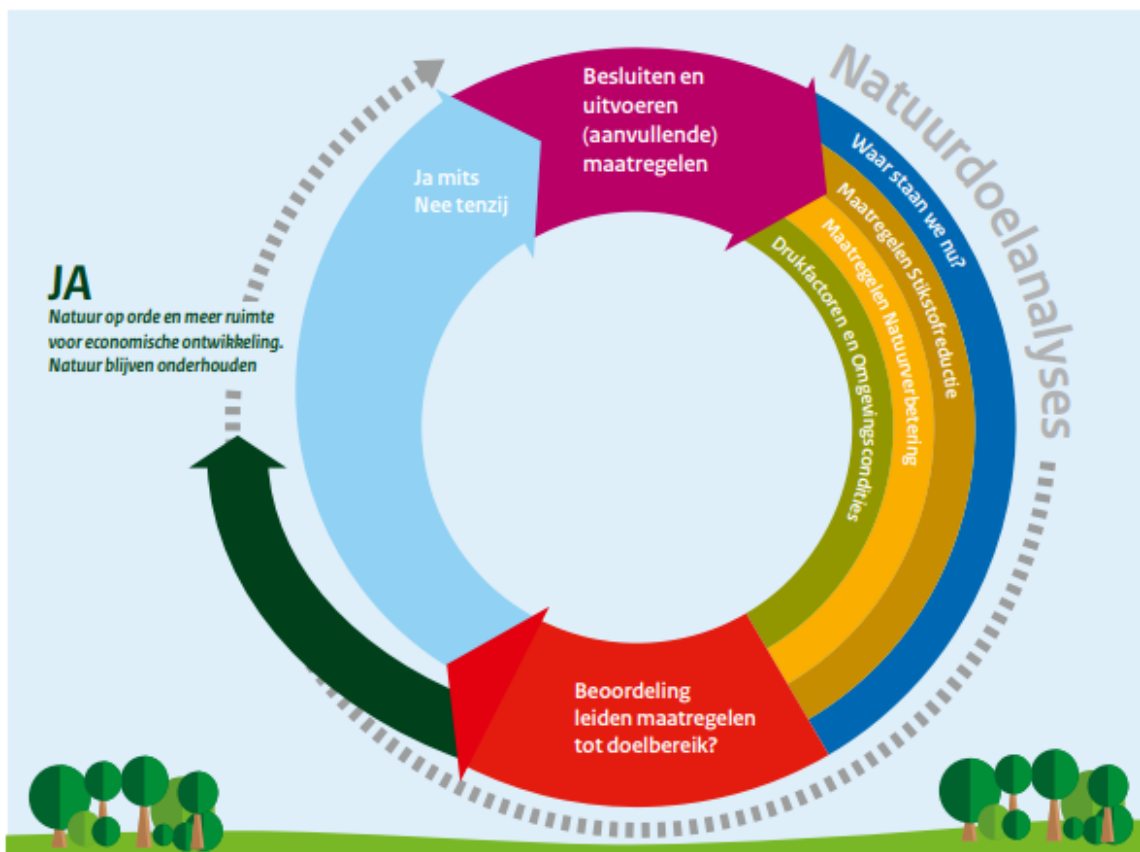 Natuurdoelanalyses
Besluiten en
uitvoeren
(aanvullende)
maatregelen
Waar staan we nu?
Maatregelen Stikstofreductie
Maatregelen Natuurverbetering
Drukfactoren en Omgevingscondities
Beoordeling
leiden maatregelen
tot doelbereik?
Ja mits
Nee tenzij
JA
Natuur op orde en meer ruimte
voor economische ontwikkeling.
Natuur blijven onderhouden